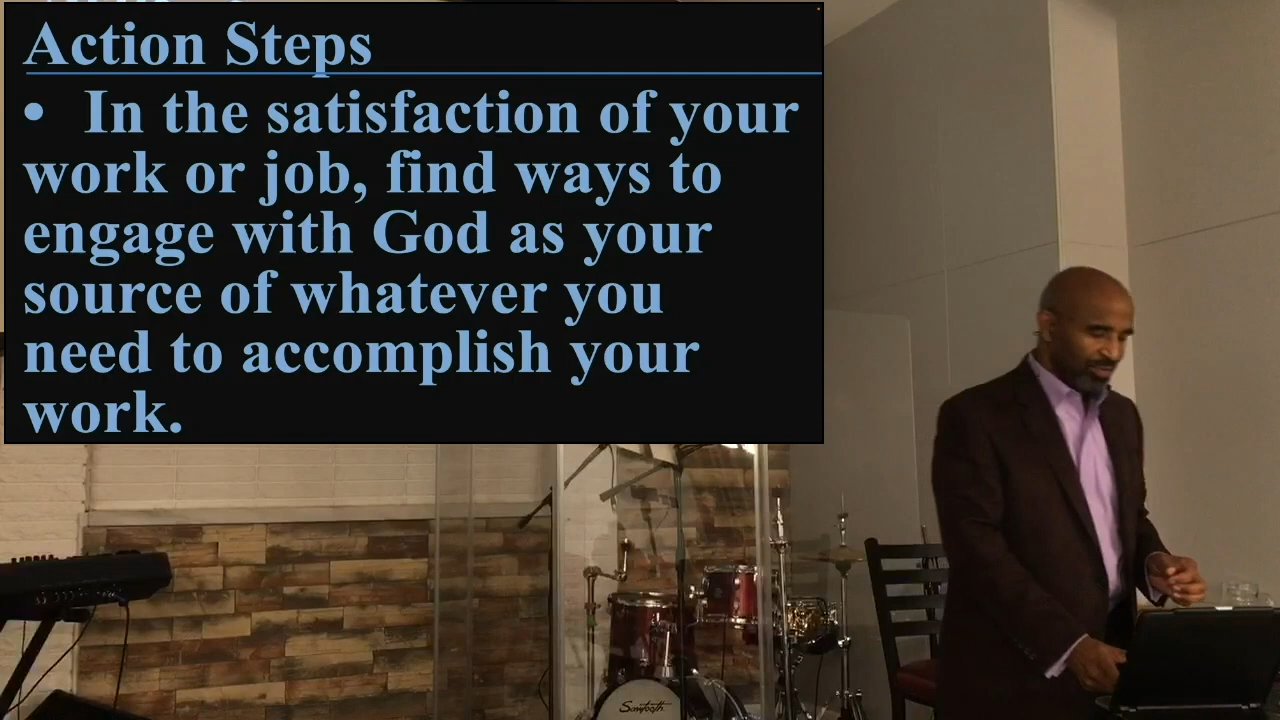 Action Steps
• In the satisfaction of your
work or job, find ways to
engage with God as your
source of whatever you
need to accomplish your
work.
Sawtooth